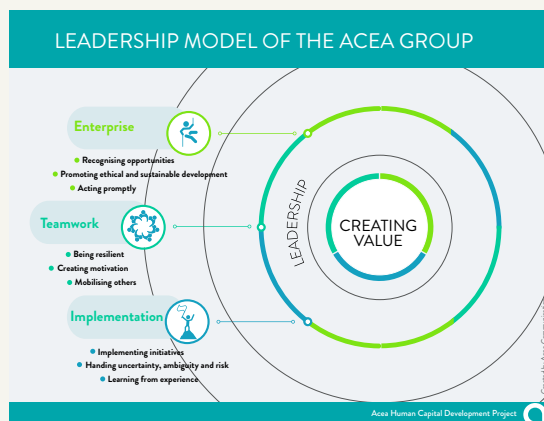 LEADERSHIP MODEL OF THE ACEA GROUP
Enterprise
Recognising opportunities
Promoting ethical and sustainable development
Acting promptly
Teamwork
Being resilient
Creating motivation
Mobilising others
Implementation
Implementing initiatives
Handing uncertainty, ambiguity and risk
Learning from experience
LEADERSHIP
CREATING
VALUE
Acea Human Capital Development Project